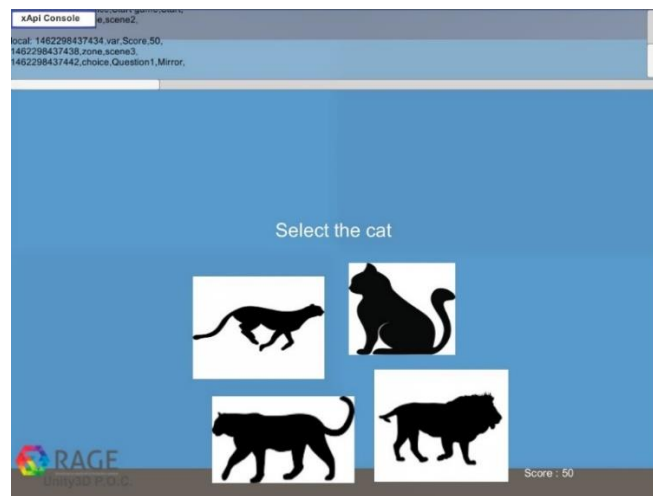 xApi Console
e,scene2,
local: 1462298437434,var,Score,50,
1462298437438,zone,scene3,
1462298437442,choice,Question1,Mirror,
Select the cat
RAGE
Unity3D P.O.C.
Score : 50